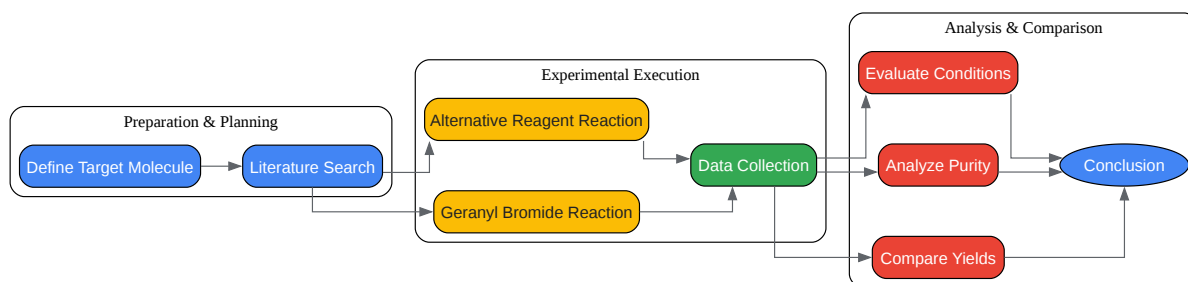 Preparation & Planning
Define Target Molecule
Literature Search
Experimental Execution
Alternative Reagent Reaction
Geranyl Bromide Reaction
Data Collection
Analysis & Comparison
Evaluate Conditions
Analyze Purity
Compare Yields
Conclusion